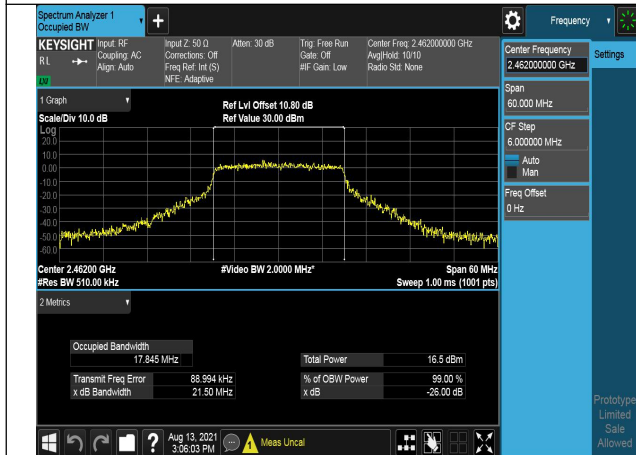 Spectrum Analyzer 1
Occupied BW
Frequency
KEYSIGHT
RL
Input: RF
Coupling: AC
Align: Auto
Input Z: 50 Ω
Corrections: Off
Freq Ref: Int (S)
NFE: Adaptive
Atten: 30 dB
Trig: Free Run
Gate: Off
#IF Gain: Low
Center Freq: 2.462000000 GHz
Avg|Hold: 10/10
Radio Std: None
1 Graph
Scale/Div 10.0 dB
Ref Lvl Offset 10.80 dB
Ref Value 30.00 dBm
Log
20.0
10.0
0.00
-10.0
-20.0
-30.0
-40.0
-50.0
-60.0
Center 2.46200 GHz
#Res BW 510.00 kHz
#Video BW 2.0000 MHz*
Span 60 MHz
Sweep 1.00 ms (1001 pts)
2 Metrics
Occupied Bandwidth
17.845 MHz
Total Power 16.5 dBm
Transmit Freq Error 88.994 kHz
% of OBW Power 99.00 %
x dB Bandwidth 21.50 MHz
x dB -26.00 dB
Center Frequency
2.462000000 GHz
Settings
Span
60.000 MHz
CF Step
6.000000 MHz
Auto
Man
Freq Offset
0 Hz
Prototype
Limited
Sale
Allowed
?
Aug 13, 2021
3:06:03 PM
Meas Uncal